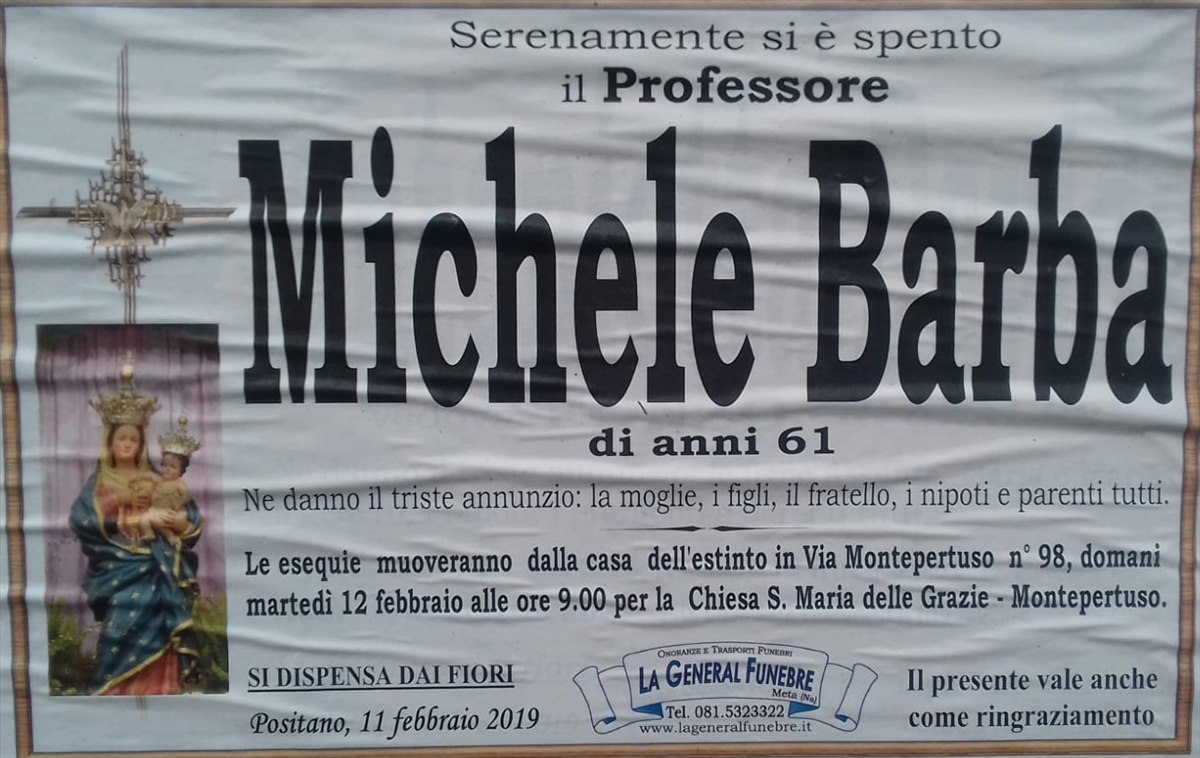 Serenamente si è spento
il Professore
Michele Barba
di anni 61
Ne danno il triste annunzio: la moglie, i figli, il fratello, i nipoti e parenti tutti.
Le esequie muoveranno dalla casa dell'estinto in Via Montepertuso n° 98, domani
martedì 12 febbraio alle ore 9.00 per la Chiesa S. Maria delle Grazie - Montepertuso.
SI DISPENSA DAI FIORI
Positano, 11 febbraio 2019
ONORANZE E TRASPORTI FUNEBRI
LA GENERAL FUNEBRE
Meta (Na)
Tel. 081.5323322
www.lageneralfunebre.it
Il presente vale anche
come ringraziamento